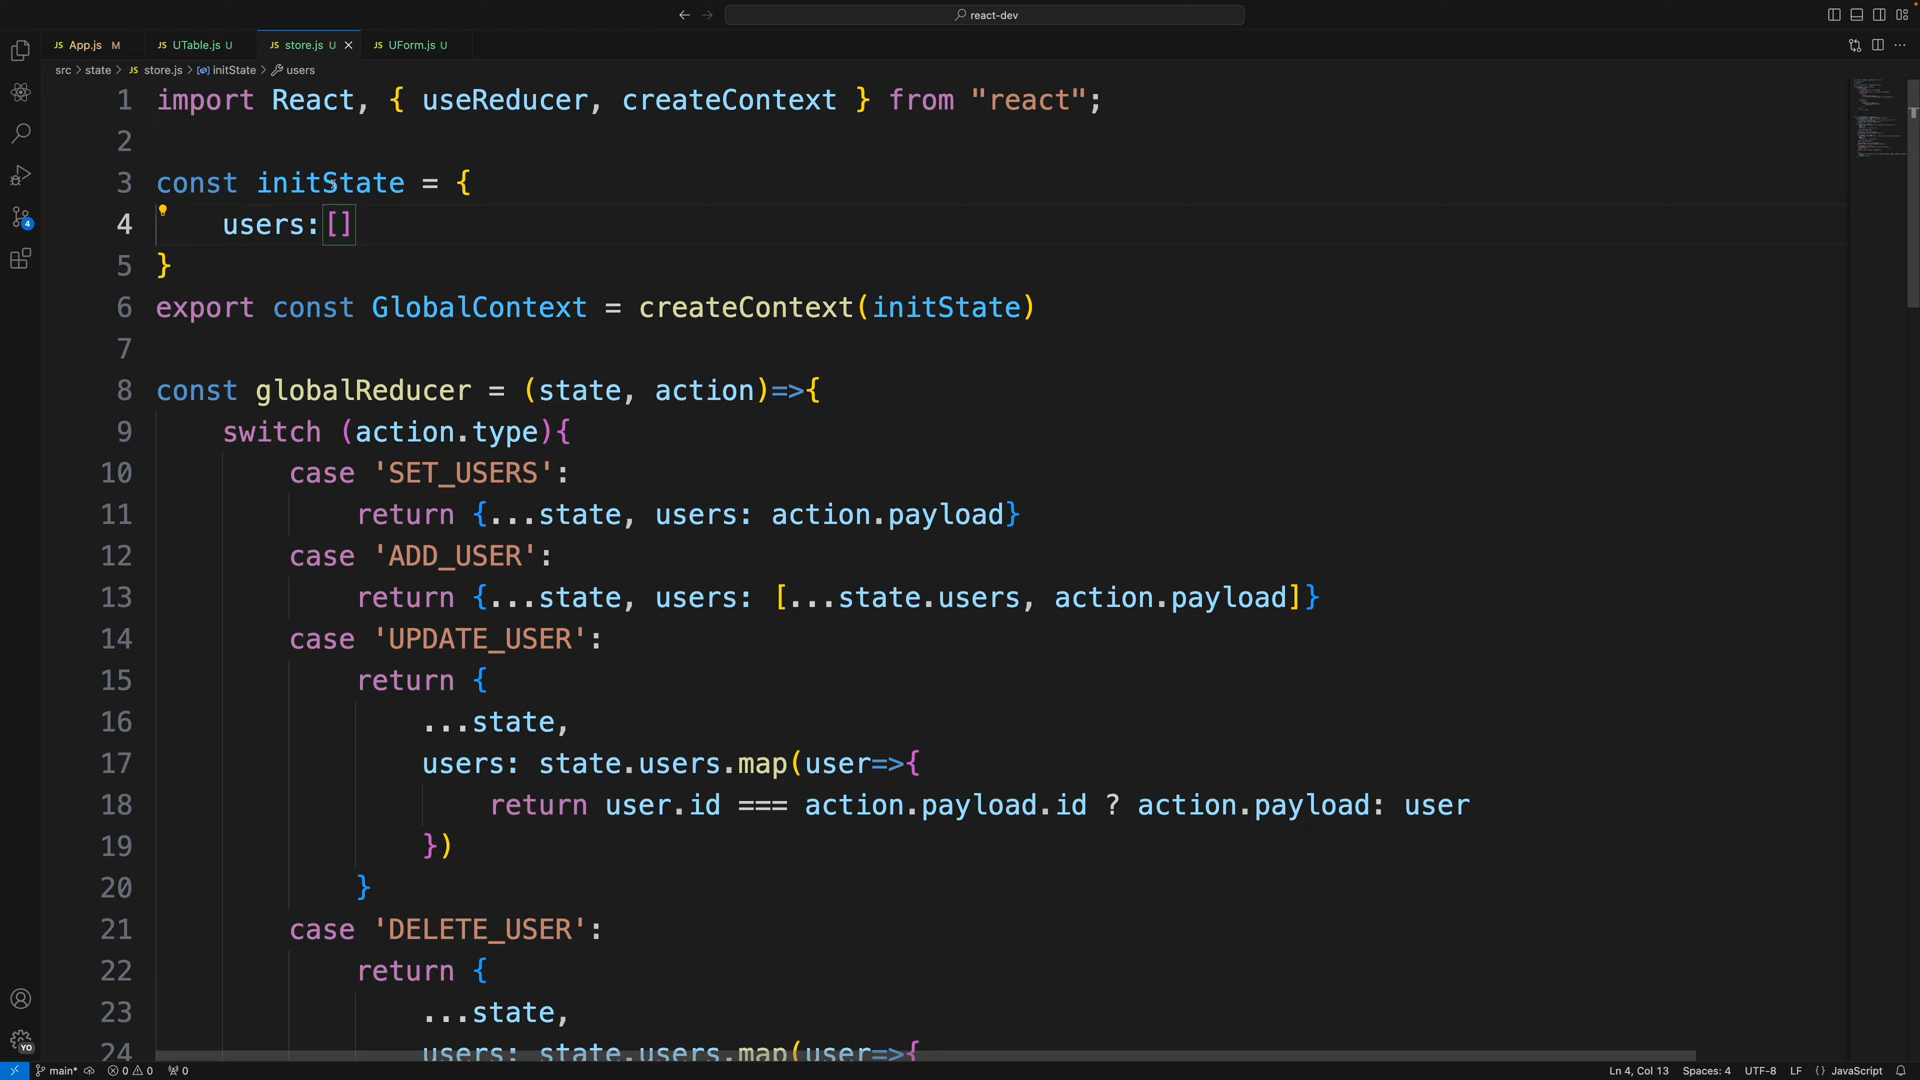 react-dev
JS App.js M
JS UTable.js U
JS store.js U
JS UForm.js U
src > state > JS store.js > initState > users
1 import React, { useReducer, createContext } from "react";
2
3 const initState = {
4 users:[]
5 }
6 export const GlobalContext = createContext(initState)
7
8 const globalReducer = (state, action)=>{
9 switch (action.type){
10 case 'SET_USERS':
11 return {...state, users: action.payload}
12 case 'ADD_USER':
13 return {...state, users: [...state.users, action.payload]}
14 case 'UPDATE_USER':
15 return {
16 ...state,
17 users: state.users.map(user=>{
18 return user.id === action.payload.id ? action.payload: user
19 })
20 }
21 case 'DELETE_USER':
22 return {
23 ...state,
24 users: state.users.map(user=>{
4
YO
main* 0 0 0 Ln 4, Col 13 Spaces: 4 UTF-8 LF {} JavaScript